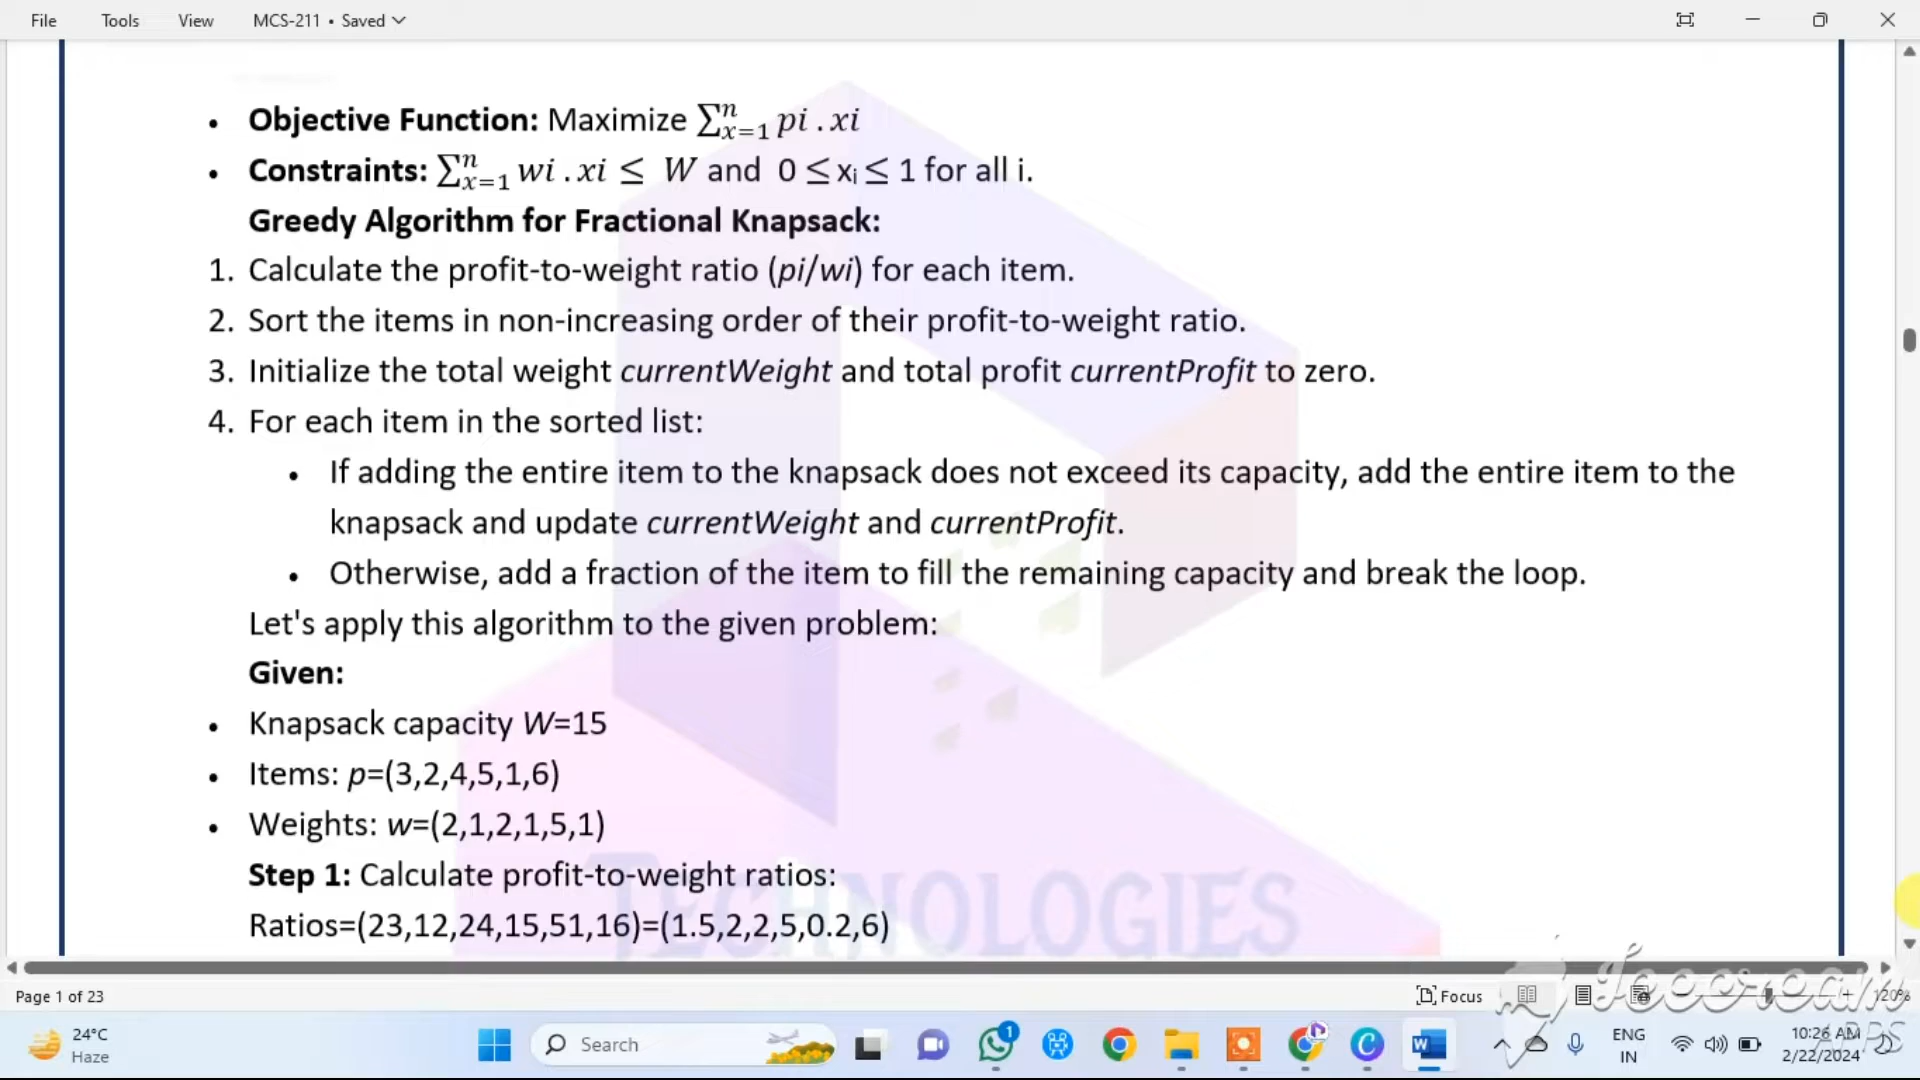 File Tools View MCS-211 • Saved
• Objective Function: Maximize ∑ⁿₓ₌₁ pi . xi
• Constraints: ∑ⁿₓ₌₁ wi . xi ≤ W and 0 ≤ xᵢ ≤ 1 for all i.
Greedy Algorithm for Fractional Knapsack:
1. Calculate the profit-to-weight ratio (pi/wi) for each item.
2. Sort the items in non-increasing order of their profit-to-weight ratio.
3. Initialize the total weight currentWeight and total profit currentProfit to zero.
4. For each item in the sorted list:
• If adding the entire item to the knapsack does not exceed its capacity, add the entire item to the
knapsack and update currentWeight and currentProfit.
• Otherwise, add a fraction of the item to fill the remaining capacity and break the loop.
Let's apply this algorithm to the given problem:
Given:
• Knapsack capacity W=15
• Items: p=(3,2,4,5,1,6)
• Weights: w=(2,1,2,1,5,1)
Step 1: Calculate profit-to-weight ratios:
Ratios=(23,12,24,15,51,16)=(1.5,2,2,5,0.2,6)
TECHNOLOGIES
Page 1 of 23
Focus
120%
24°C
Haze
Search
1
ENG
IN
10:26 AM
2/22/2024
APPS